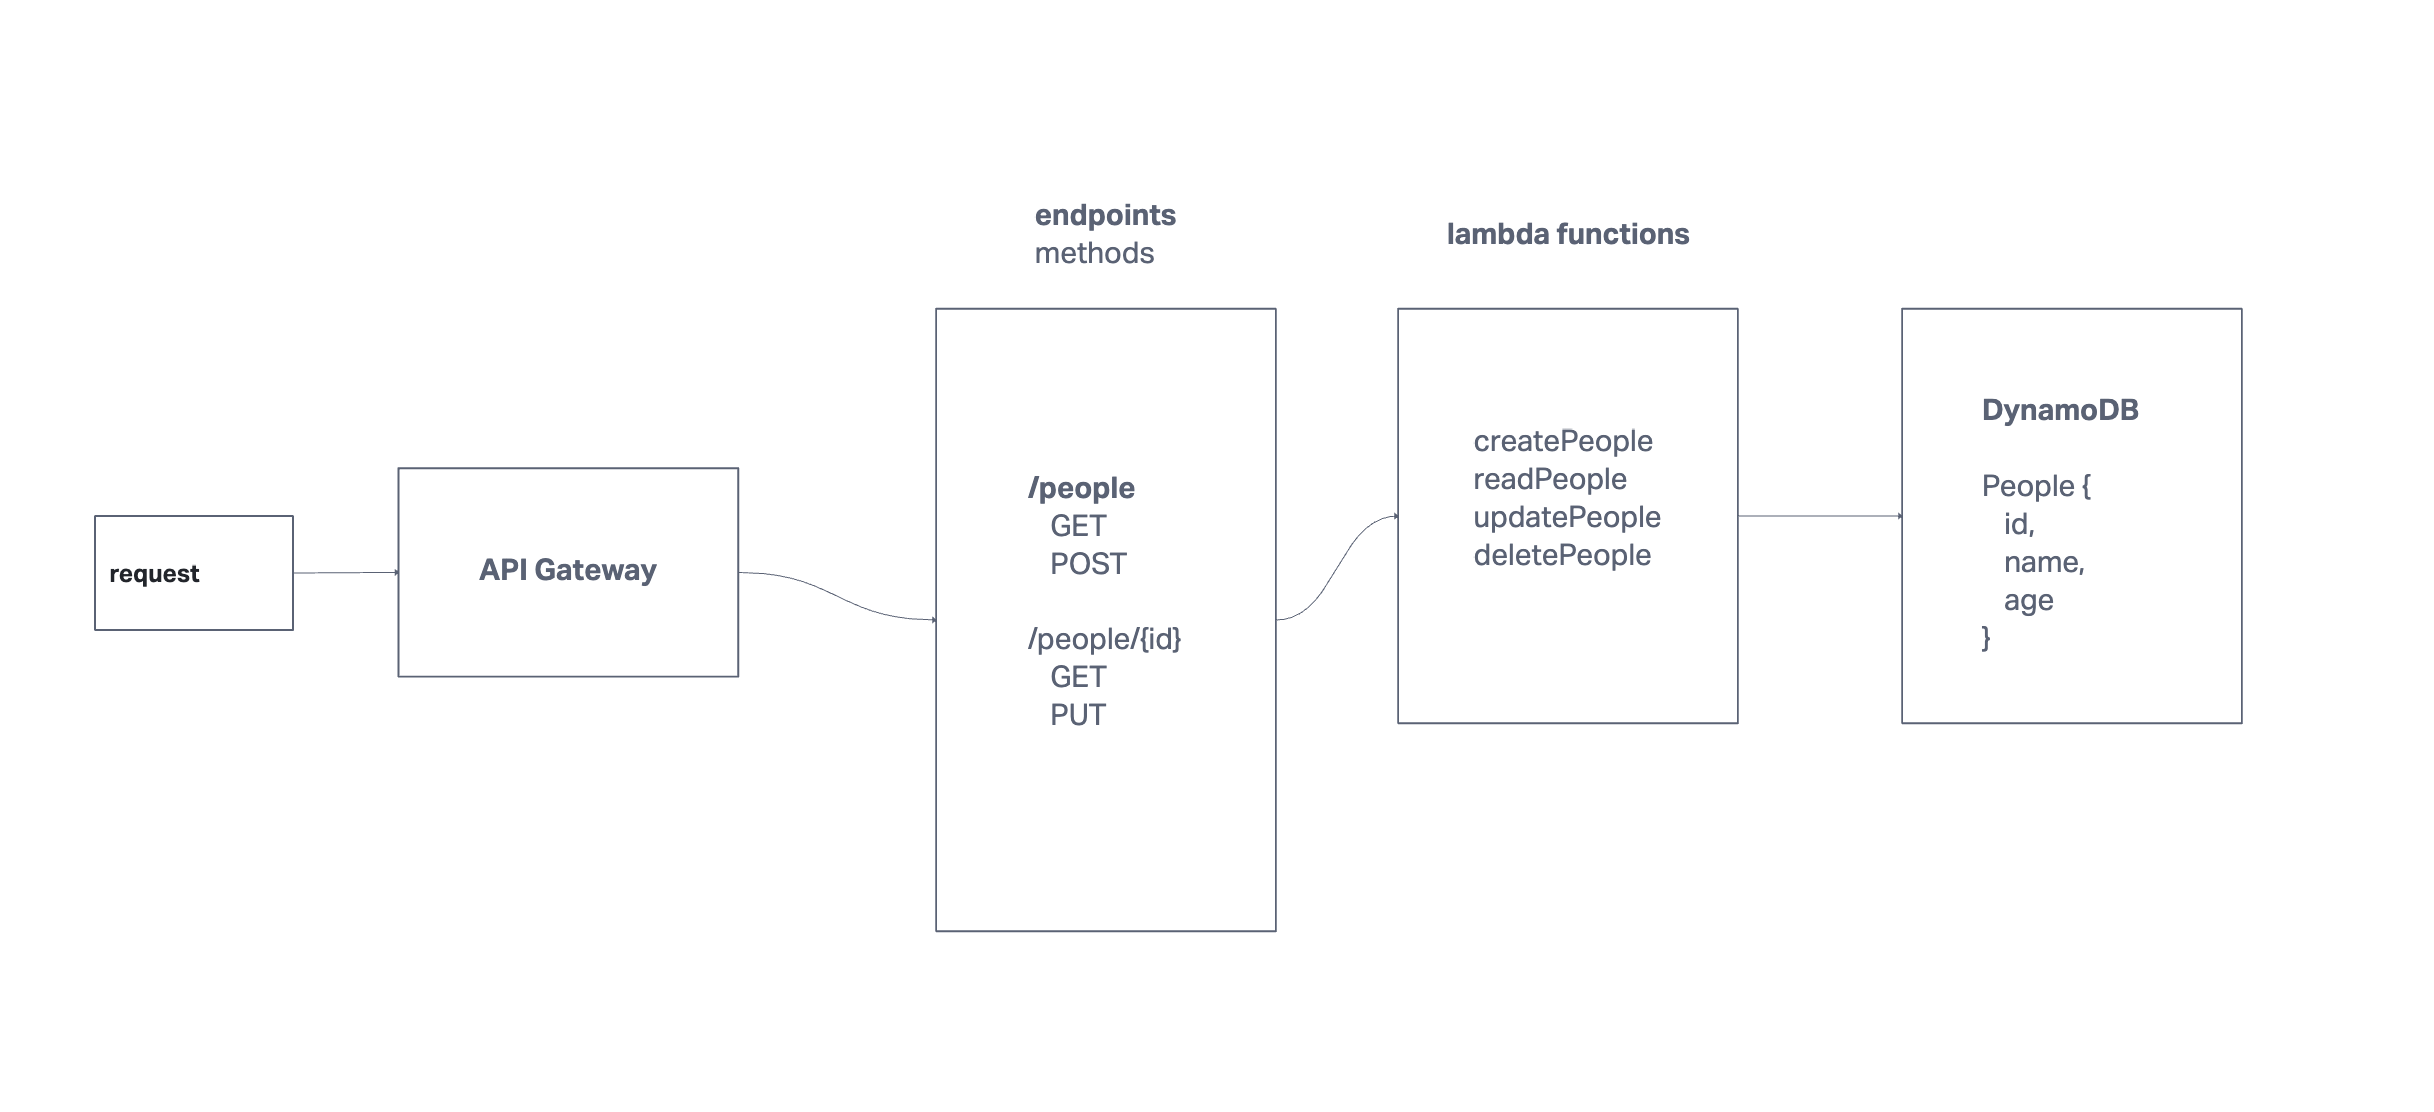 request
API Gateway
endpoints
methods
/people
GET
POST
/people/{id}
GET
PUT
lambda functions
createPeople
readPeople
updatePeople
deletePeople
DynamoDB
People {
id,
name,
age
}